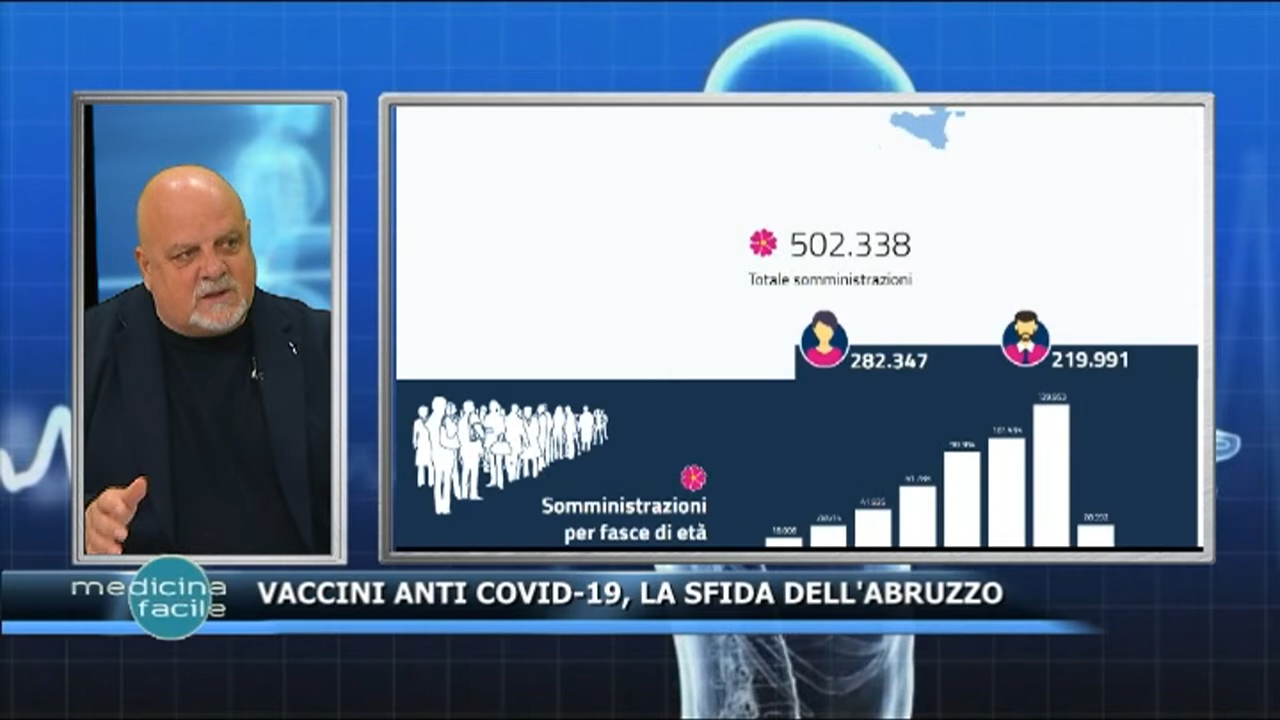 502.338
Totale somministrazioni
282.347
219.991
Somministrazioni
per fasce di età
medicina
facile
VACCINI ANTI COVID-19, LA SFIDA DELL'ABRUZZO